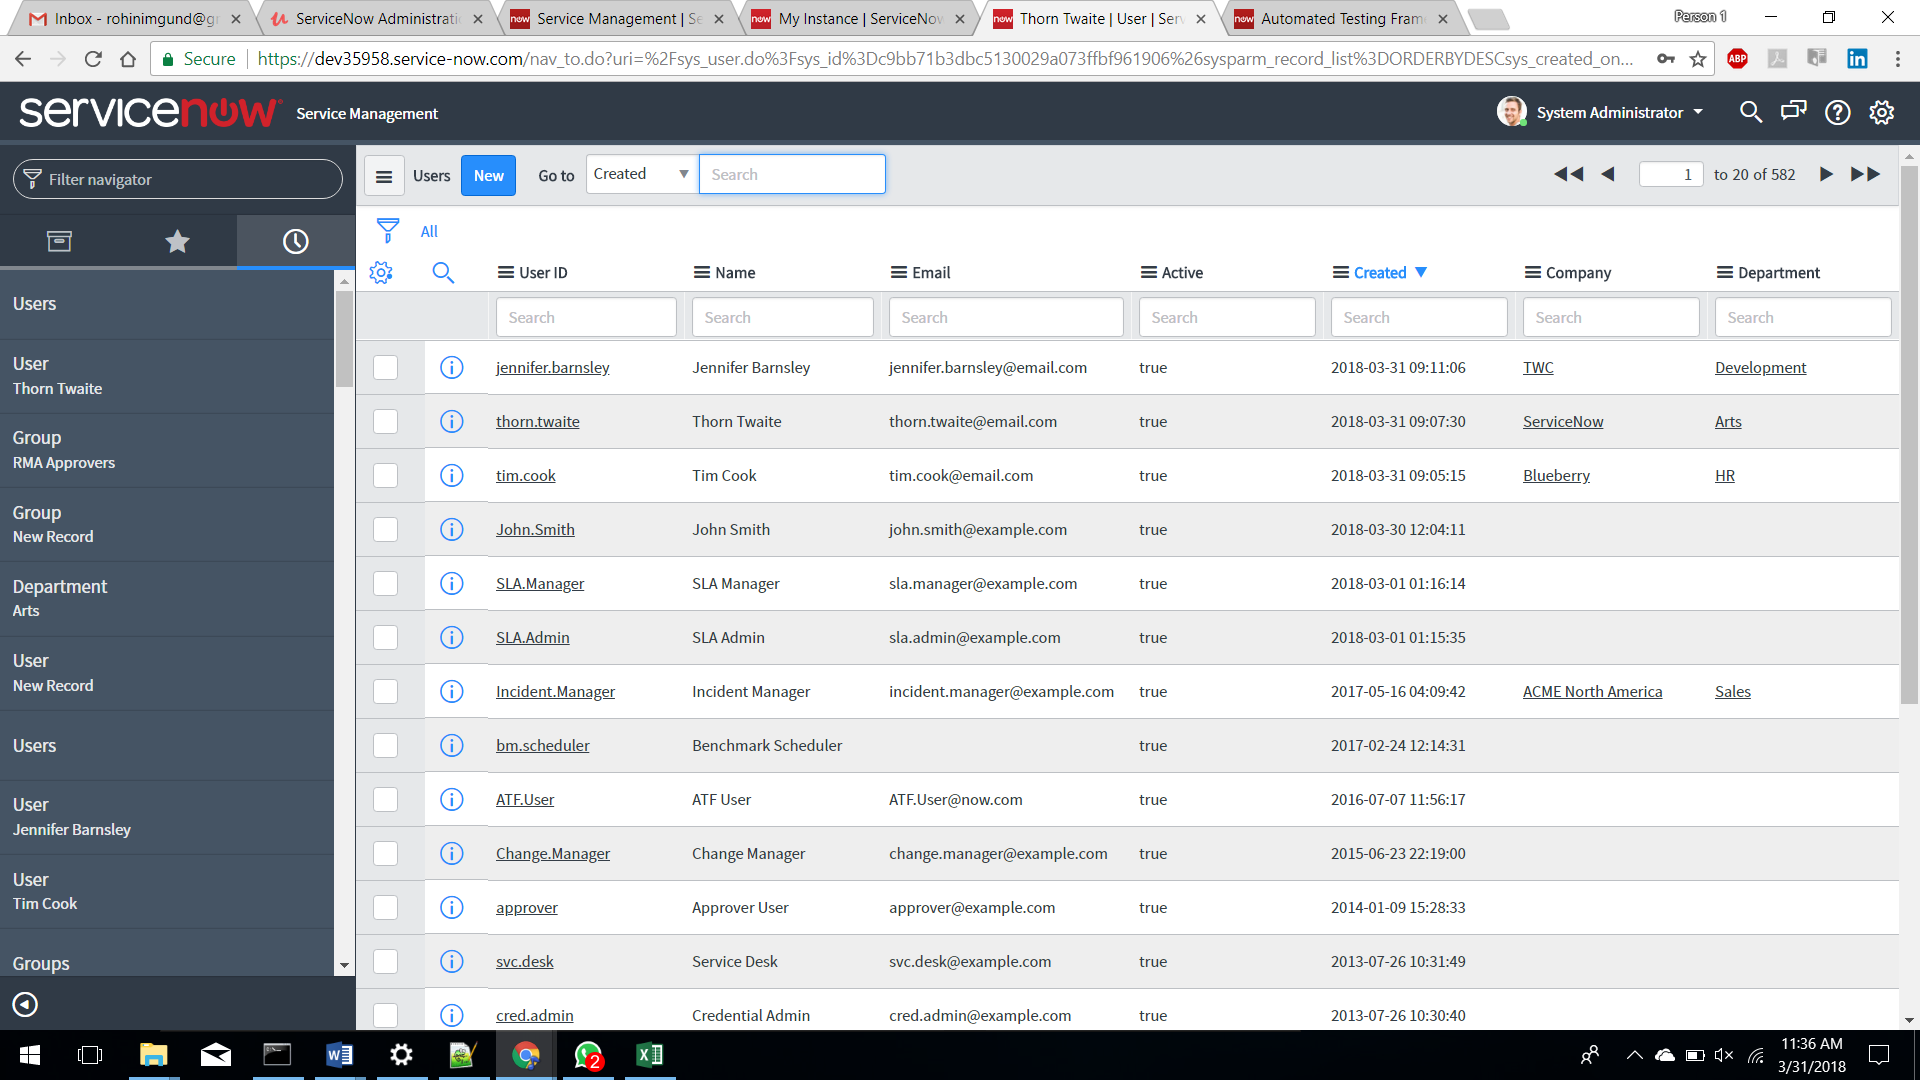 Inbox - rohinimgund@gr
ServiceNow Administrati
Service Management | Se
My Instance | ServiceNow
Thorn Twaite | User | Serv
Automated Testing Fram
Person 1
Secure
https://dev35958.service-now.com/nav_to.do?uri=%2Fsys_user.do%3Fsys_id%3Dc9bb71b3dbc5130029a073ffbf961906%26sysparm_record_list%3DORDERBYDESCsys_created_on...
ABP
in
servicenow Service Management
System Administrator
Filter navigator
Users New Go to Created Search
1 to 20 of 582
All
User ID Name Email Active Created Company Department
Search Search Search Search Search Search Search
jennifer.barnsley Jennifer Barnsley jennifer.barnsley@email.com true 2018-03-31 09:11:06 TWC Development
thorn.twaite Thorn Twaite thorn.twaite@email.com true 2018-03-31 09:07:30 ServiceNow Arts
tim.cook Tim Cook tim.cook@email.com true 2018-03-31 09:05:15 Blueberry HR
John.Smith John Smith john.smith@example.com true 2018-03-30 12:04:11
SLA.Manager SLA Manager sla.manager@example.com true 2018-03-01 01:16:14
SLA.Admin SLA Admin sla.admin@example.com true 2018-03-01 01:15:35
Incident.Manager Incident Manager incident.manager@example.com true 2017-05-16 04:09:42 ACME North America Sales
bm.scheduler Benchmark Scheduler true 2017-02-24 12:14:31
ATF.User ATF User ATF.User@now.com true 2016-07-07 11:56:17
Change.Manager Change Manager change.manager@example.com true 2015-06-23 22:19:00
approver Approver User approver@example.com true 2014-01-09 15:28:33
svc.desk Service Desk svc.desk@example.com true 2013-07-26 10:31:49
cred.admin Credential Admin cred.admin@example.com true 2013-07-26 10:30:40
Users
User
Thorn Twaite
Group
RMA Approvers
Group
New Record
Department
Arts
User
New Record
Users
User
Jennifer Barnsley
User
Tim Cook
Groups
2
11:36 AM
3/31/2018